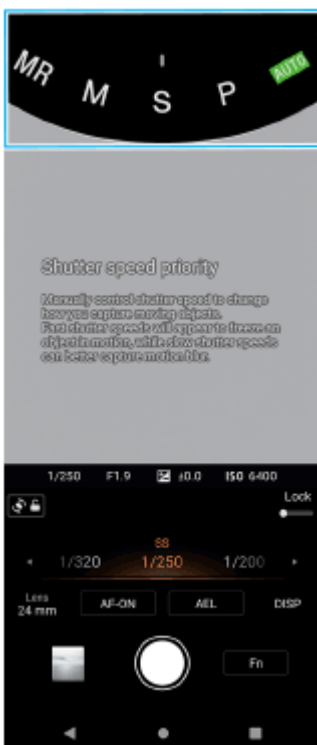 MR M S P AUTO
Shutter speed priority
Manually control shutter speed to change
how you capture moving objects.
Fast shutter speeds will appear to freeze an
object in motion, while slow shutter speeds
can better capture motion blur.
1/250 F1.9 ±0.0 ISO 6400
Lock
SS
1/320 1/250 1/200
Lens
24 mm AF-ON AEL DISP
Fn